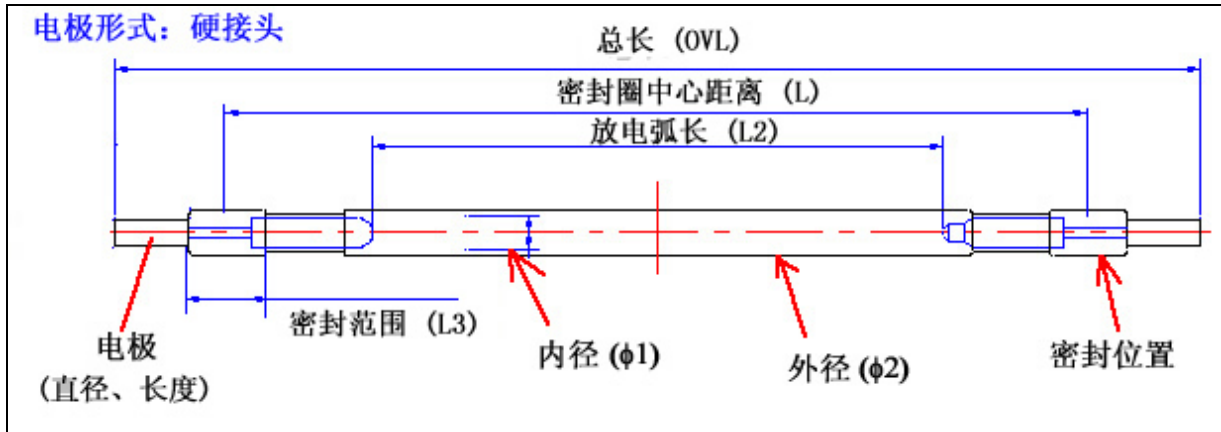 电极形式：硬接头
总长 (OVL)
密封圈中心距离 (L)
放电弧长 (L2)
密封范围 (L3)
电极
(直径、长度)
内径 (ϕ1)
外径 (ϕ2)
密封位置